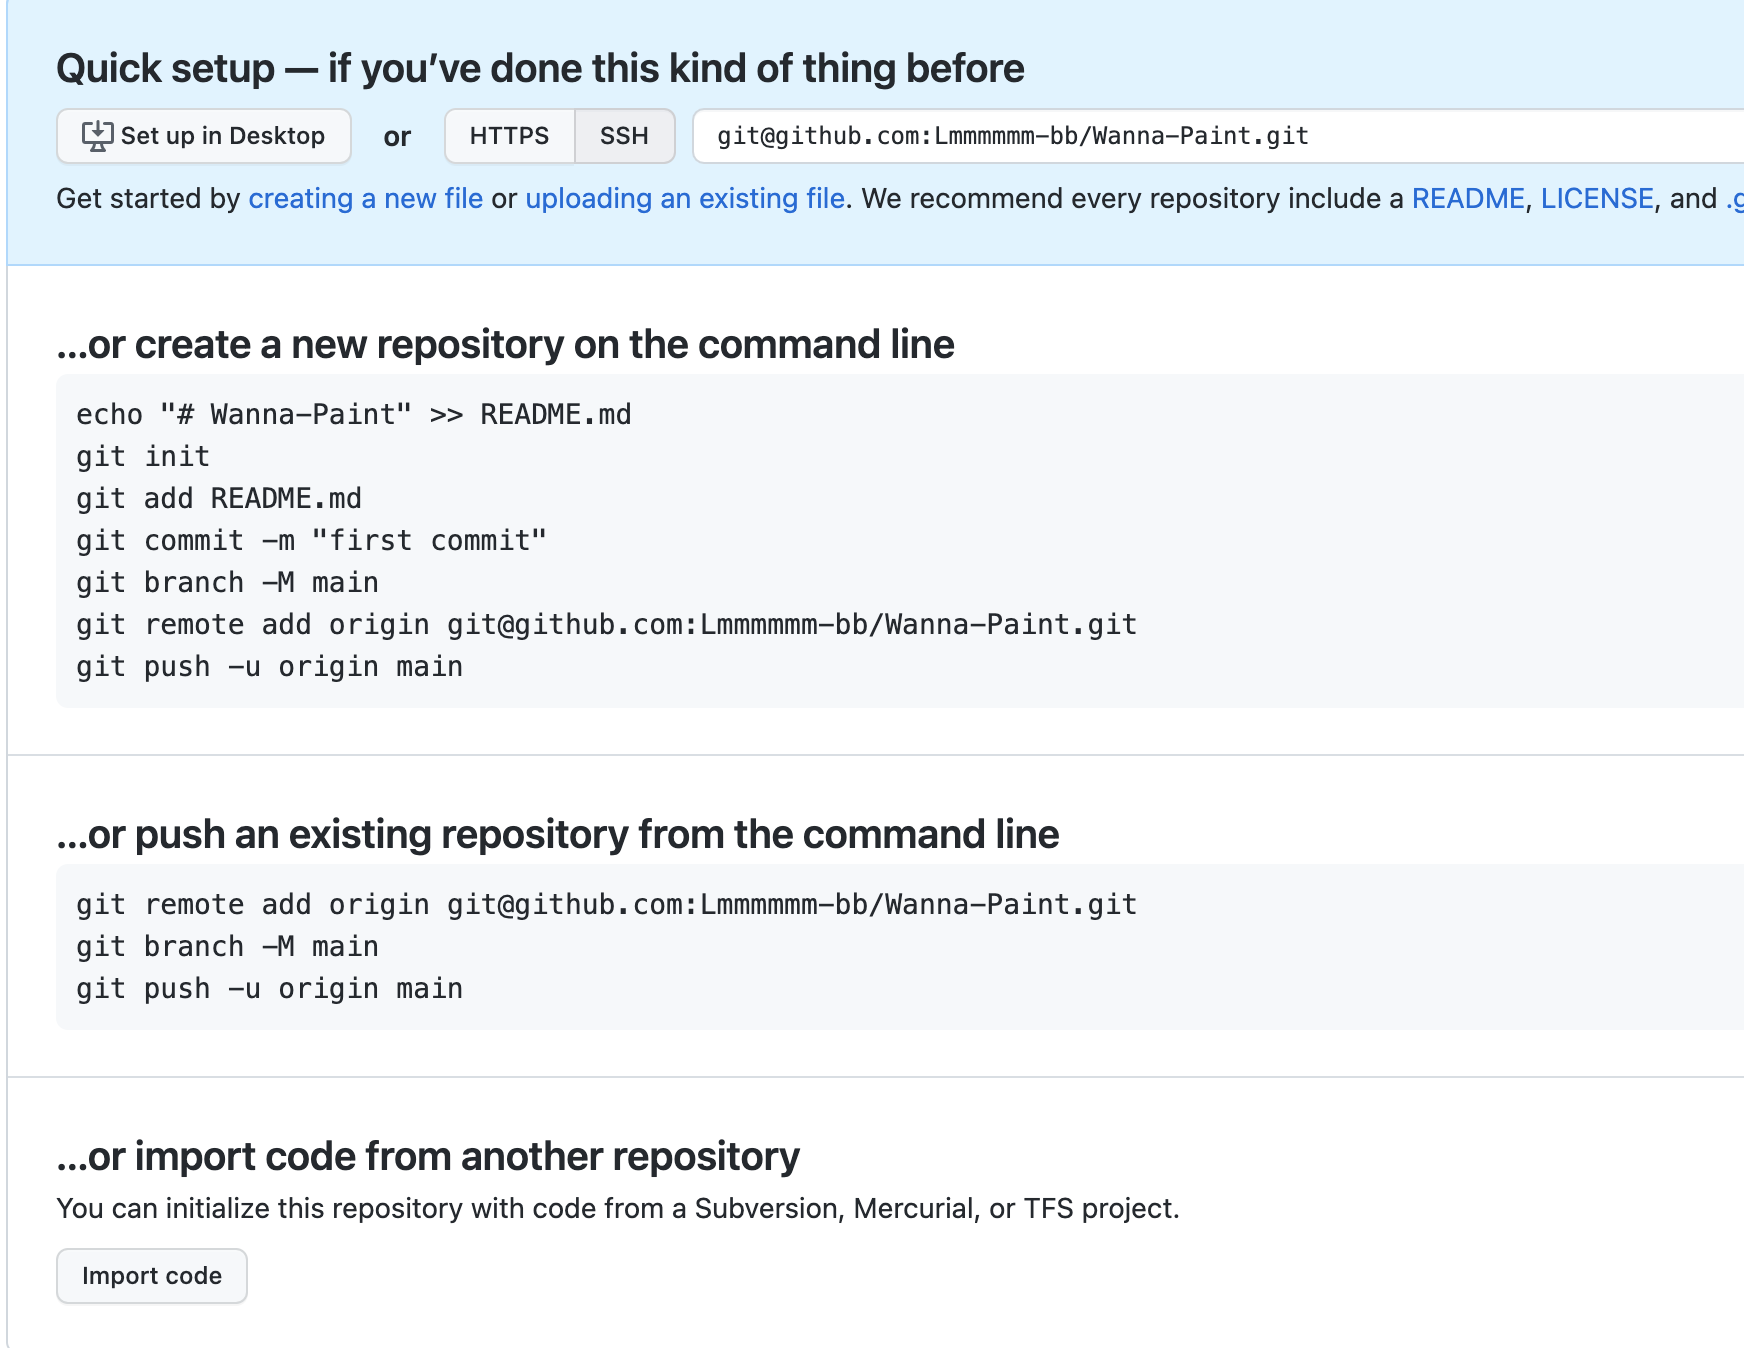 Quick setup — if you’ve done this kind of thing before
Set up in Desktop or HTTPS SSH git@github.com:Lmmmmmm-bb/Wanna-Paint.git
Get started by creating a new file or uploading an existing file. We recommend every repository include a README, LICENSE, and
...or create a new repository on the command line
echo "# Wanna-Paint" >> README.md
git init
git add README.md
git commit -m "first commit"
git branch -M main
git remote add origin git@github.com:Lmmmmmm-bb/Wanna-Paint.git
git push -u origin main
...or push an existing repository from the command line
git remote add origin git@github.com:Lmmmmmm-bb/Wanna-Paint.git
git branch -M main
git push -u origin main
...or import code from another repository
You can initialize this repository with code from a Subversion, Mercurial, or TFS project.
Import code